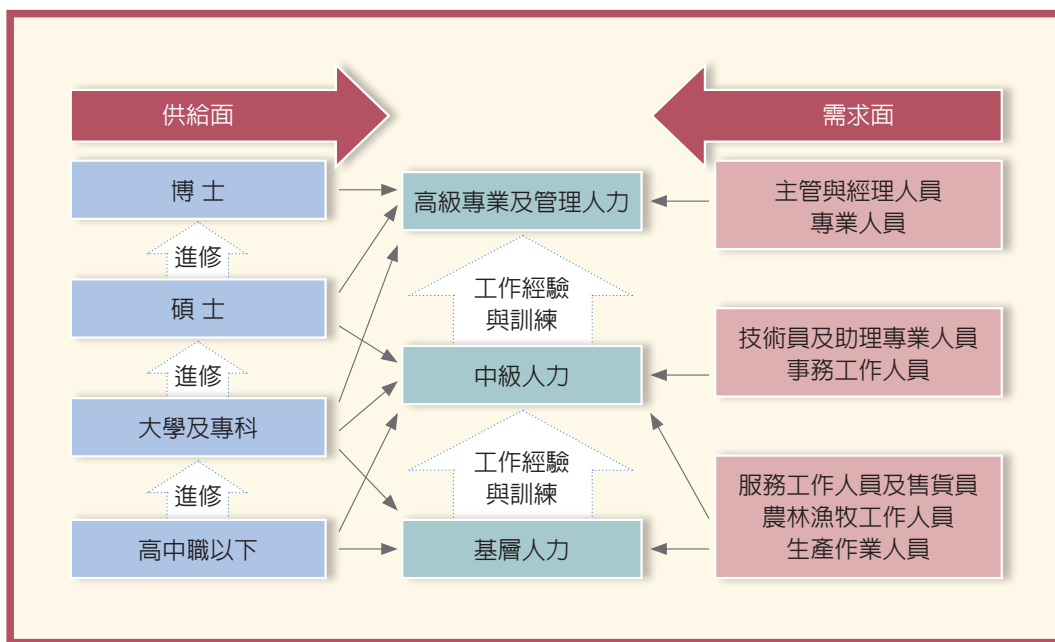 供給面
需求面
博 士
進修
碩 士
進修
大學及專科
進修
高中職以下
高級專業及管理人力
工作經驗
與訓練
中級人力
工作經驗
與訓練
基層人力
主管與經理人員
專業人員
技術員及助理專業人員
事務工作人員
服務工作人員及售貨員
農林漁牧工作人員
生產作業人員